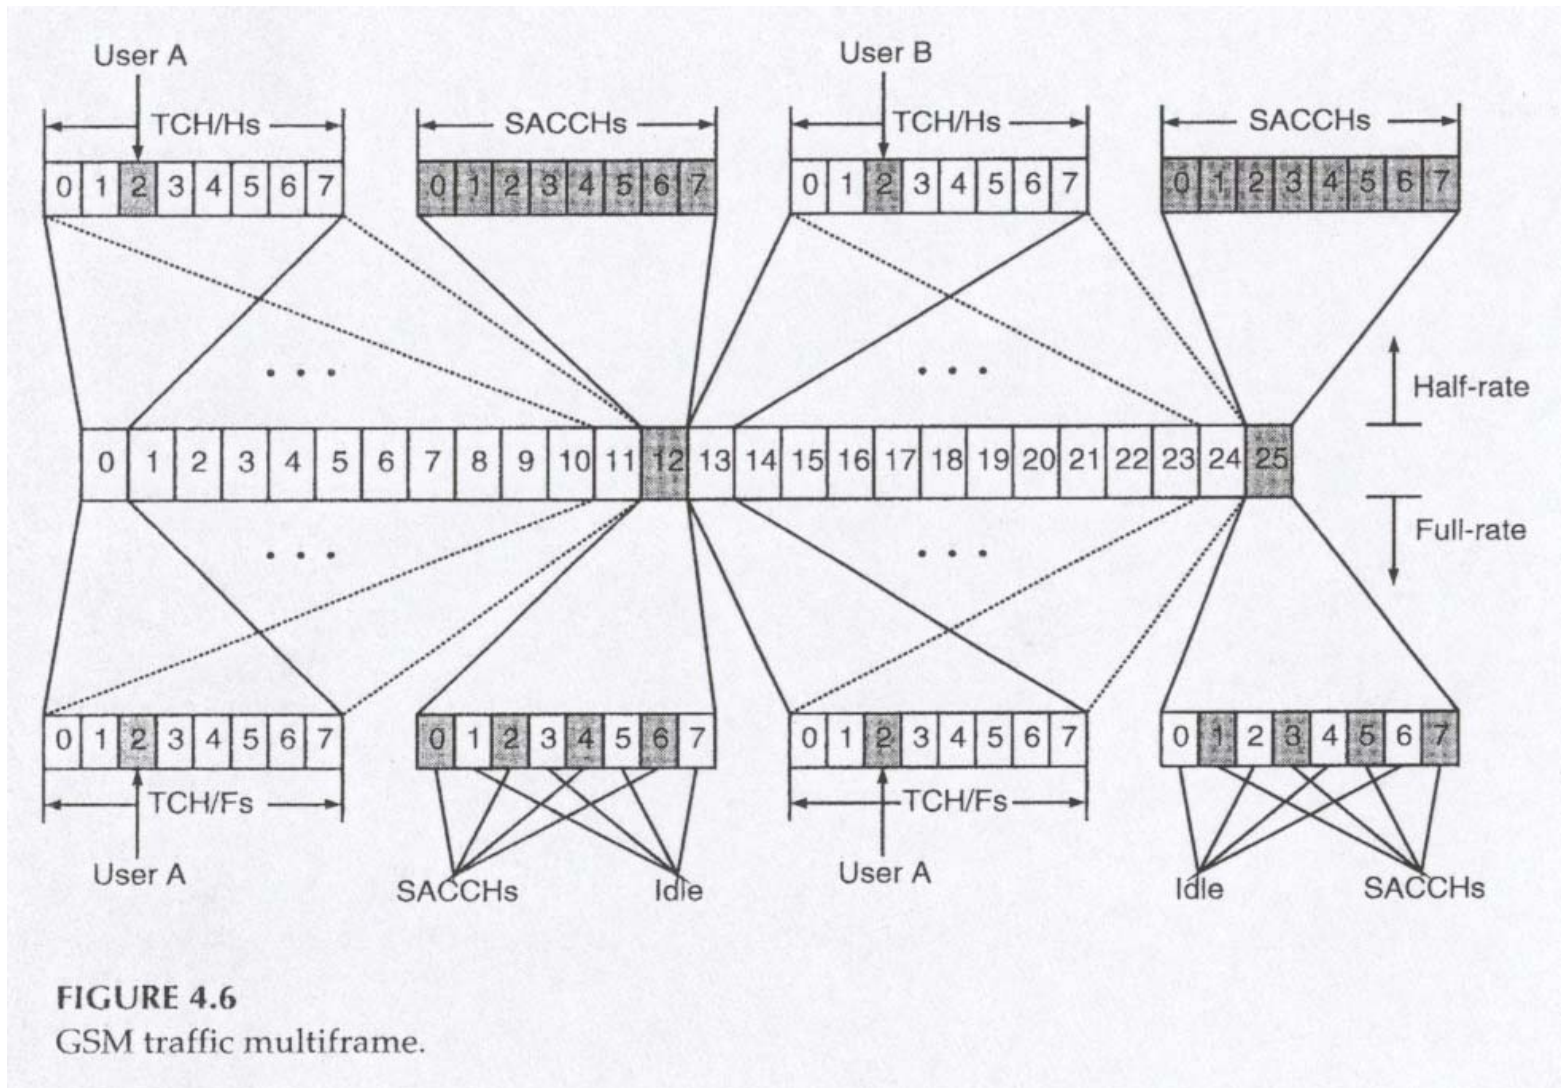 User A
User B
TCH/Hs
SACCHs
TCH/Hs
SACCHs
0 1 2 3 4 5 6 7
0 1 2 3 4 5 6 7
0 1 2 3 4 5 6 7
0 1 2 3 4 5 6 7
. . .
. . .
Half-rate
0 1 2 3 4 5 6 7 8 9 10 11 12 13 14 15 16 17 18 19 20 21 22 23 24 25
Full-rate
. . .
. . .
0 1 2 3 4 5 6 7
0 1 2 3 4 5 6 7
0 1 2 3 4 5 6 7
0 1 2 3 4 5 6 7
TCH/Fs
TCH/Fs
User A
SACCHs
Idle
User A
Idle
SACCHs
FIGURE 4.6
GSM traffic multiframe.